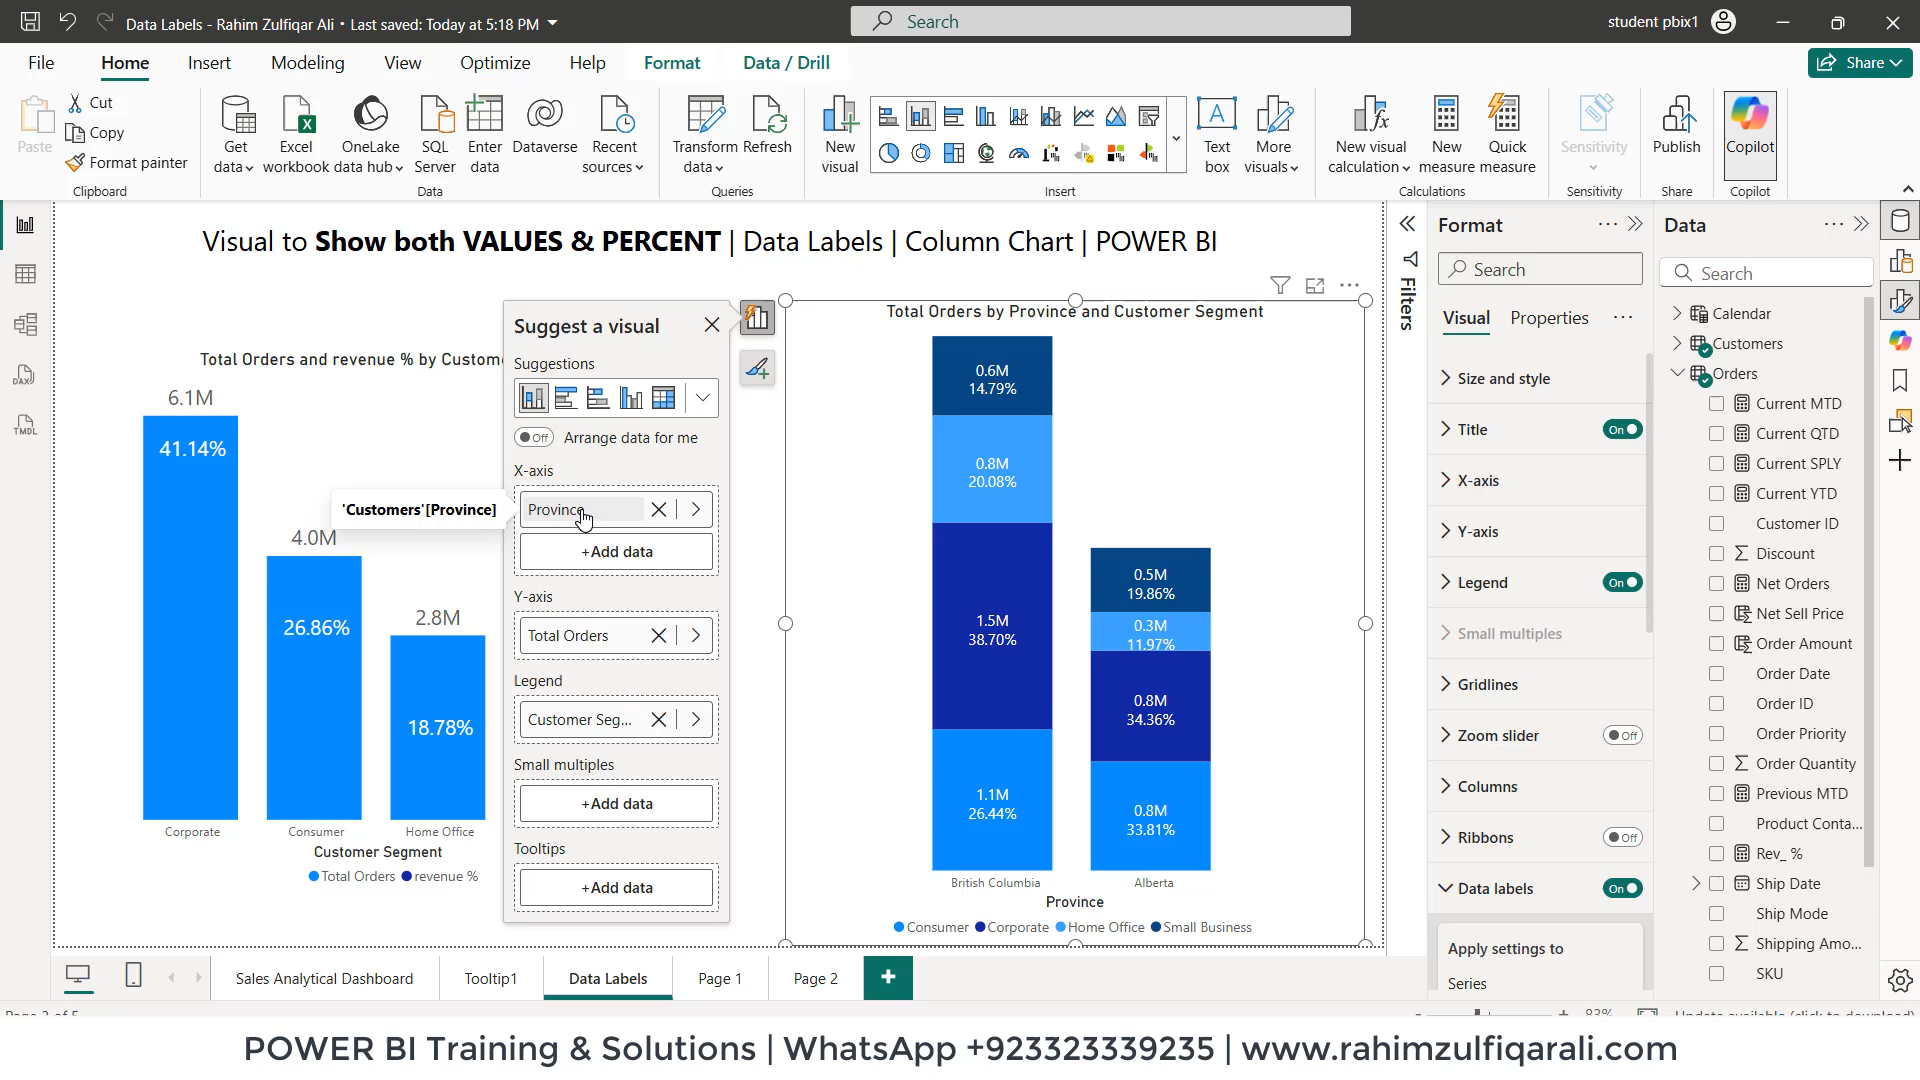 Data Labels - Rahim Zulfiqar Ali • Last saved: Today at 5:18 PM
Search
student pbix1
File
Home
Insert
Modeling
View
Optimize
Help
Format
Data / Drill
Share
Paste
Cut
Copy
Format painter
Clipboard
Get data
Excel workbook
OneLake data hub
SQL Server
Enter data
Dataverse
Recent sources
Data
Transform data
Refresh
Queries
New visual
Text box
More visuals
Insert
New visual calculation
New measure
Quick measure
Calculations
Sensitivity
Sensitivity
Publish
Share
Copilot
Copilot
Visual to Show both VALUES & PERCENT | Data Labels | Column Chart | POWER BI
Total Orders and revenue % by Custome
6.1M
41.14%
4.0M
26.86%
2.8M
18.78%
Corporate
Consumer
Home Office
Customer Segment
Total Orders
revenue %
'Customers'[Province]
Suggest a visual
Suggestions
Off
Arrange data for me
X-axis
Province
+Add data
Y-axis
Total Orders
Legend
Customer Seg...
Small multiples
+Add data
Tooltips
+Add data
Total Orders by Province and Customer Segment
0.6M
14.79%
0.8M
20.08%
1.5M
38.70%
1.1M
26.44%
0.5M
19.86%
0.3M
11.97%
0.8M
34.36%
0.8M
33.81%
British Columbia
Alberta
Province
Consumer
Corporate
Home Office
Small Business
Filters
Format
Search
Visual
Properties
Size and style
Title
On
X-axis
Y-axis
Legend
On
Small multiples
Gridlines
Zoom slider
Off
Columns
Ribbons
Off
Data labels
On
Apply settings to
Series
Data
Search
Calendar
Customers
Orders
Current MTD
Current QTD
Current SPLY
Current YTD
Customer ID
Discount
Net Orders
Net Sell Price
Order Amount
Order Date
Order ID
Order Priority
Order Quantity
Previous MTD
Product Conta...
Rev_ %
Ship Date
Ship Mode
Shipping Amo...
SKU
DAX
TMDL
Sales Analytical Dashboard
Tooltip1
Data Labels
Page 1
Page 2
83%
Update available (click to download)
POWER BI Training & Solutions | WhatsApp +923323339235 | www.rahimzulfiqarali.com